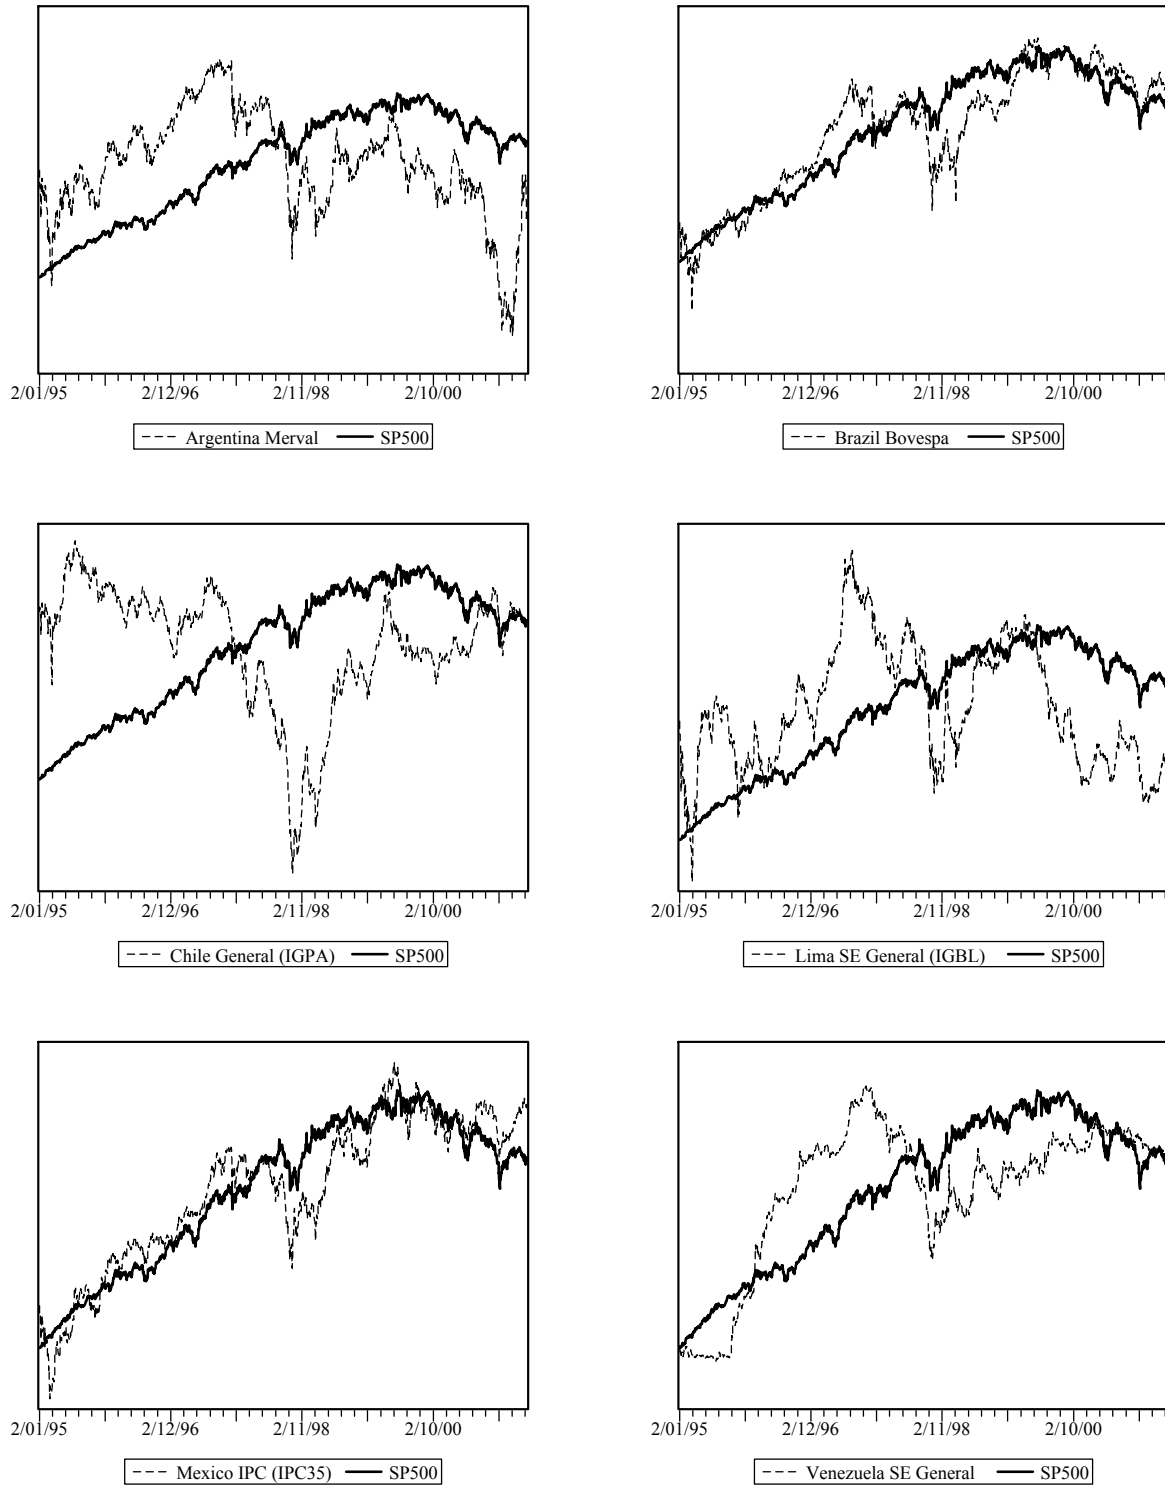 2/01/95 2/12/96 2/11/98 2/10/00
Argentina Merval SP500
2/01/95 2/12/96 2/11/98 2/10/00
Brazil Bovespa SP500
2/01/95 2/12/96 2/11/98 2/10/00
Chile General (IGPA) SP500
2/01/95 2/12/96 2/11/98 2/10/00
Lima SE General (IGBL) SP500
2/01/95 2/12/96 2/11/98 2/10/00
Mexico IPC (IPC35) SP500
2/01/95 2/12/96 2/11/98 2/10/00
Venezuela SE General SP500